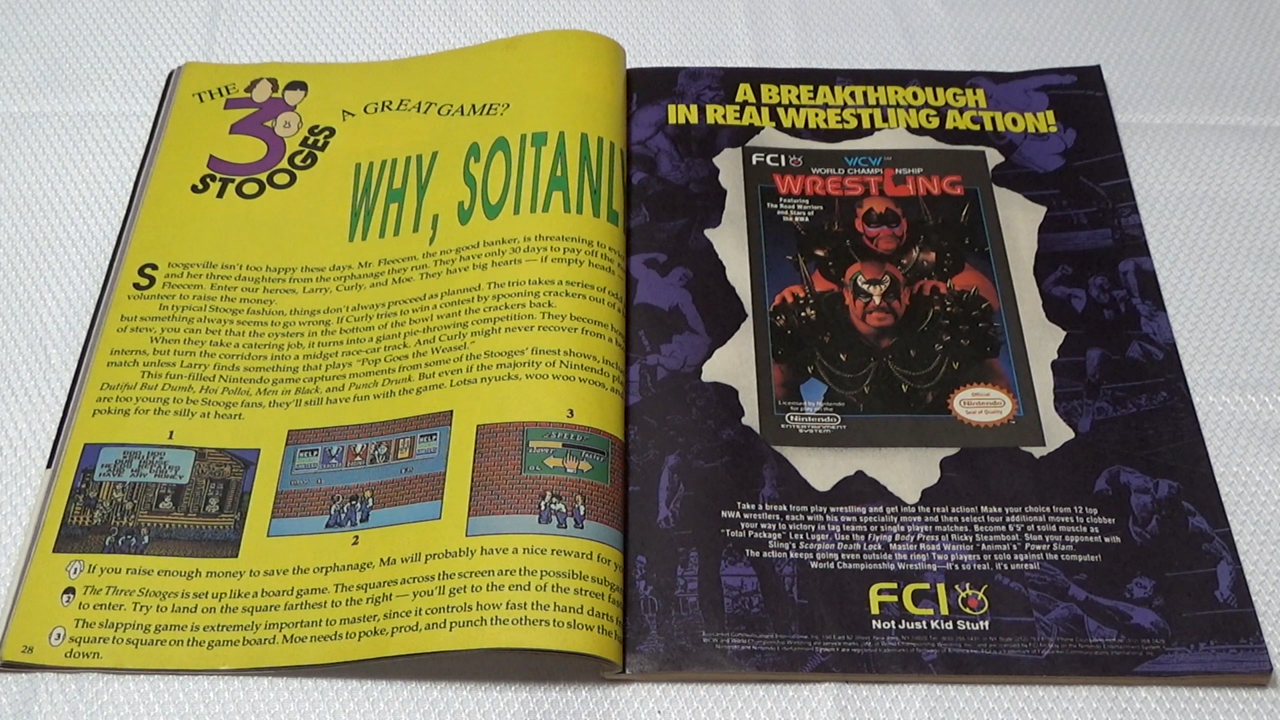 THE
3
STOOGES
A GREAT GAME?
WHY, SOITANLY
Stoogeville isn't too happy these days. Mr. Fleecem, the no-good banker, is threatening to
and her three daughters from the orphanage they run. They have only 30 days to pay off the
Fleecem. Enter our heroes, Larry, Curly, and Moe. They have big hearts — if empty heads
volunteer to raise the money.
In typical Stooge fashion, things don't always proceed as planned. The trio takes a series of odd
but something always seems to go wrong. If Curly tries to win a contest by spooning crackers out of a
of stew, you can bet that the oysters in the bottom of the bowl want the crackers back.
When they take a catering job, it turns into a giant pie-throwing competition. They become
interns, but turn the corridors into a midget race-car track. And Curly might never recover from a
match unless Larry finds something that plays "Pop Goes the Weasel."
This fun-filled Nintendo game captures moments from some of the Stooges' finest shows,
Dutiful But Dumb, Hoi Polloi, Men in Black, and Punch Drunk. But even if the majority of Nintendo
are too young to be Stooge fans, they'll still have fun with the game. Lotsa nyucks, woo woo woos, and
poking for the silly at heart.
1
2
3
HAVE ANY MONEY
HELP
HELP
SPEED
slower faster
1 If you raise enough money to save the orphanage, Ma will probably have a nice reward for
2 The Three Stooges is set up like a board game. The squares across the screen are the possible
to enter. Try to land on the square farthest to the right — you'll get to the end of the street
3 The slapping game is extremely important to master, since it controls how fast the hand darts
square to square on the game board. Moe needs to poke, prod, and punch the others to slow the
down.
28
A BREAKTHROUGH
IN REAL WRESTLING ACTION!
FCI
WCW
WORLD CHAMPIONSHIP
WRESTLING
Featuring
The Road Warriors
and Stars of
the NWA
Licensed by Nintendo
for play on the
Nintendo
ENTERTAINMENT
SYSTEM
Official
Nintendo
Seal of Quality
Take a break from play wrestling and get into the real action! Make your choice from 12 top
NWA wrestlers, each with his own speciality move and then select four additional moves to clobber
your way to victory in tag teams or single player matches. Become 6'5" of solid muscle as
"Total Package" Lex Luger. Use the Flying Body Press of Ricky Steamboat. Stun your opponent with
Sting's Scorpion Death Lock. Master Road Warrior "Animal's" Power Slam.
The action keeps going even outside the ring! Two players or solo against the computer!
World Championship Wrestling—It's so real, it's unreal!
FCI
Not Just Kid Stuff